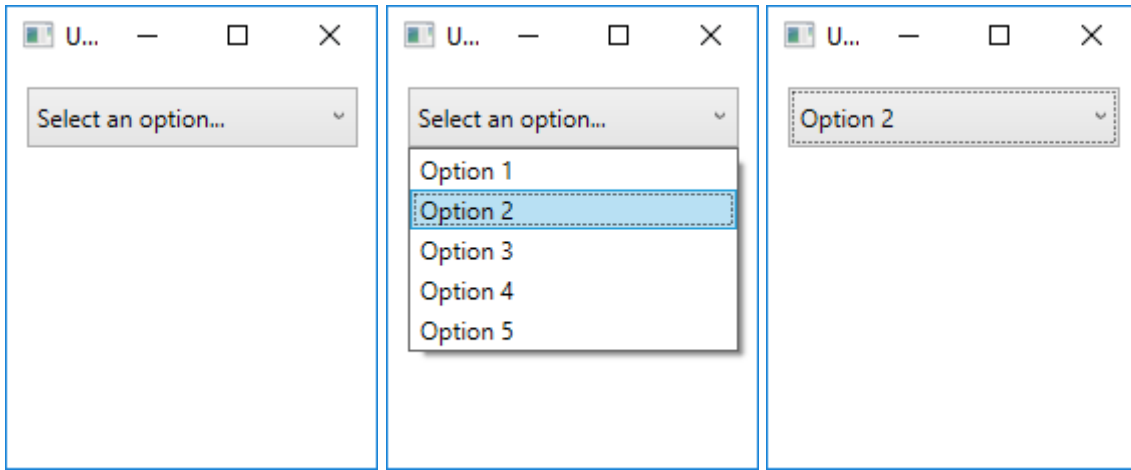 U...
Select an option...
U...
Select an option...
Option 1
Option 2
Option 3
Option 4
Option 5
U...
Option 2